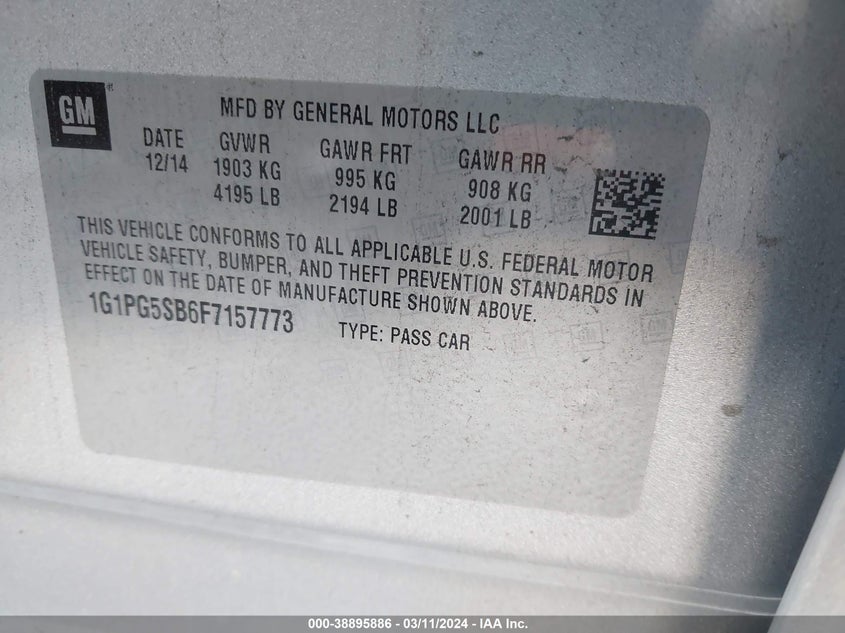 GM
MFD BY GENERAL MOTORS LLC
DATE GVWR GAWR FRT GAWR RR
12/14 1903 KG 995 KG 908 KG
4195 LB 2194 LB 2001 LB
THIS VEHICLE CONFORMS TO ALL APPLICABLE U.S. FEDERAL MOTOR
VEHICLE SAFETY, BUMPER, AND THEFT PREVENTION STANDARDS IN
EFFECT ON THE DATE OF MANUFACTURE SHOWN ABOVE.
1G1PG5SB6F7157773 TYPE: PASS CAR
000-38895886 - 03/11/2024 - IAA Inc.